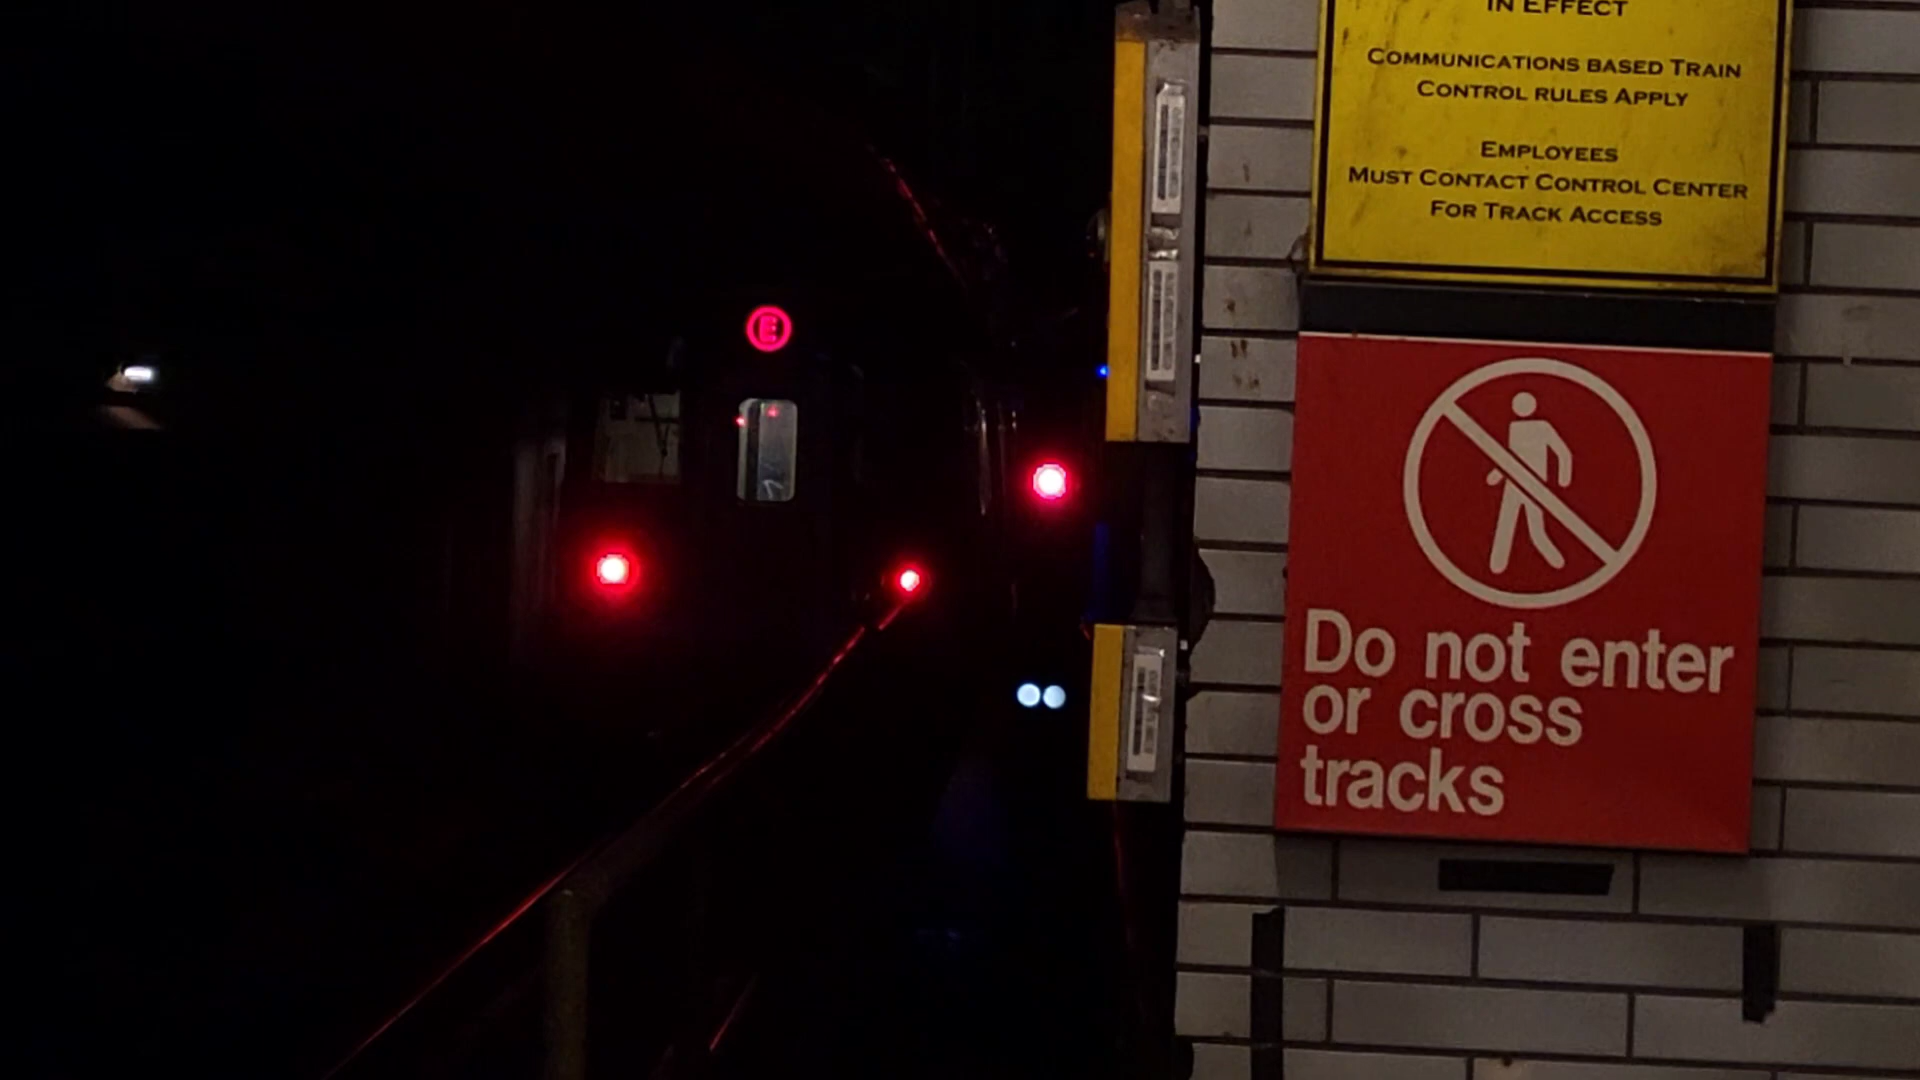 IN EFFECT
COMMUNICATIONS BASED TRAIN
CONTROL RULES APPLY
EMPLOYEES
MUST CONTACT CONTROL CENTER
FOR TRACK ACCESS
E
Do not enter
or cross
tracks